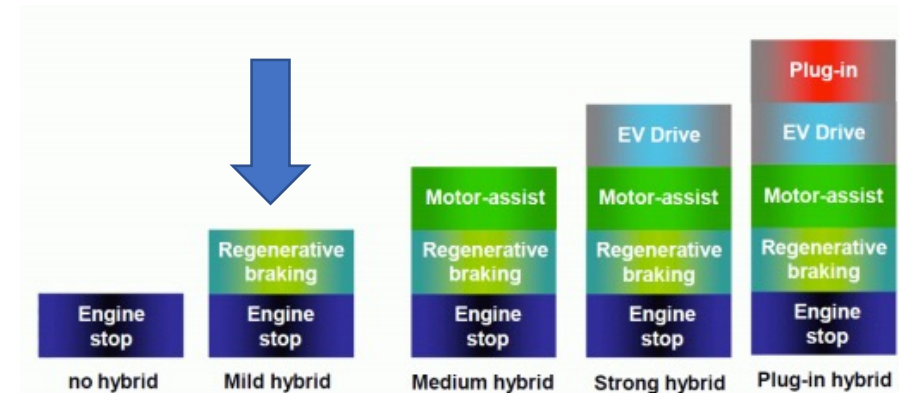 Plug-in
EV Drive
EV Drive
Motor-assist
Motor-assist
Motor-assist
Regenerative
braking
Regenerative
braking
Regenerative
braking
Regenerative
braking
Engine
stop
Engine
stop
Engine
stop
Engine
stop
Engine
stop
no hybrid
Mild hybrid
Medium hybrid
Strong hybrid
Plug-in hybrid